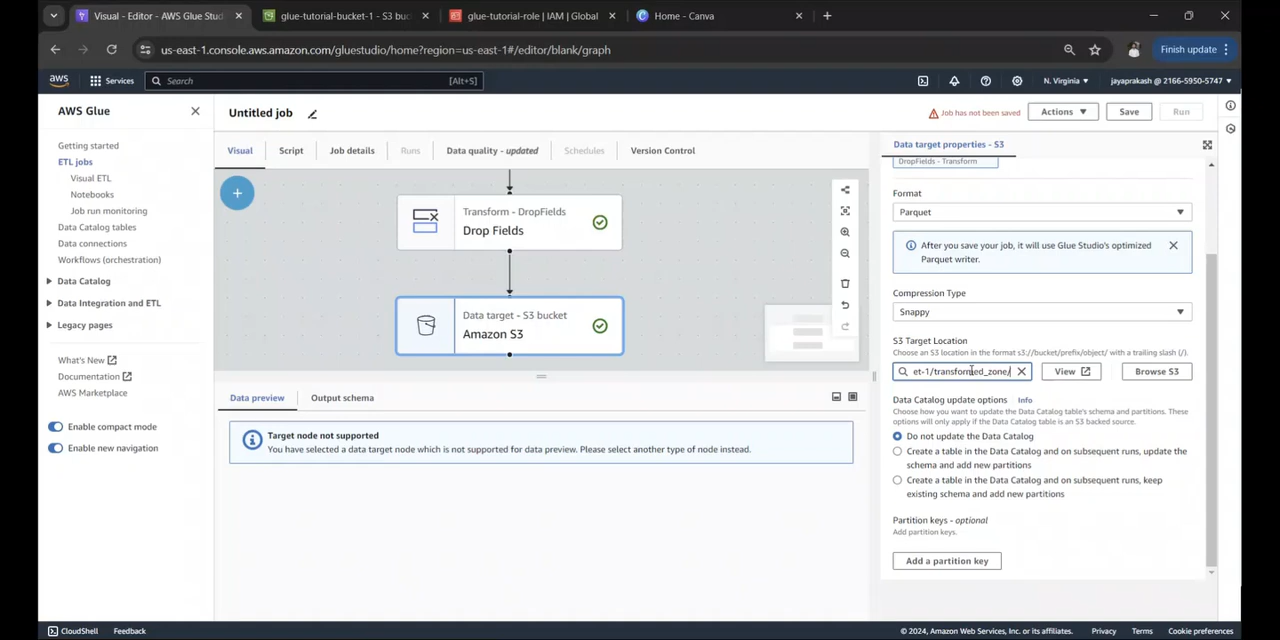 Visual - Editor - AWS Glue Stud
glue-tutorial-bucket-1 - S3 buc
glue-tutorial-role | IAM | Global
Home - Canva
us-east-1.console.aws.amazon.com/gluestudio/home?region=us-east-1#/editor/blank/graph
Finish update
aws
Services
Search
[Alt+S]
N. Virginia
jayaprakash @ 2166-5950-5747
AWS Glue
Getting started
ETL jobs
Visual ETL
Notebooks
Job run monitoring
Data Catalog tables
Data connections
Workflows (orchestration)
Data Catalog
Data Integration and ETL
Legacy pages
What's New
Documentation
AWS Marketplace
Enable compact mode
Enable new navigation
Untitled job
Job has not been saved
Actions
Save
Run
Visual
Script
Job details
Runs
Data quality - updated
Schedules
Version Control
Transform - DropFields
Drop Fields
Data target - S3 bucket
Amazon S3
Data preview
Output schema
Target node not supported
You have selected a data target node which is not supported for data preview. Please select another type of node instead.
Data target properties - S3
DropFields - Transform
Format
Parquet
After you save your job, it will use Glue Studio's optimized
Parquet writer.
Compression Type
Snappy
S3 Target Location
Choose an S3 location in the format s3://bucket/prefix/object/ with a trailing slash (/).
et-1/transformed_zone/
View
Browse S3
Data Catalog update options
Info
Choose how you want to update the Data Catalog table's schema and partitions. These
options will only apply if the Data Catalog table is an S3 backed source.
Do not update the Data Catalog
Create a table in the Data Catalog and on subsequent runs, update the
schema and add new partitions
Create a table in the Data Catalog and on subsequent runs, keep
existing schema and add new partitions
Partition keys - optional
Add partition keys.
Add a partition key
CloudShell
Feedback
© 2024, Amazon Web Services, Inc. or its affiliates.
Privacy
Terms
Cookie preferences